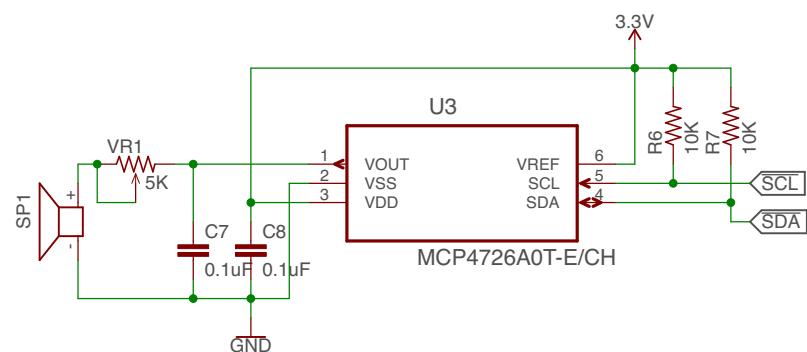 3.3V
U3
VR1
5K
SP1
+
-
1
2
3
VOUT
VSS
VDD
VREF
SCL
SDA
6
5
4
R6
10K
R7
10K
SCL
SDA
C7
0.1uF
C8
0.1uF
MCP4726A0T-E/CH
GND